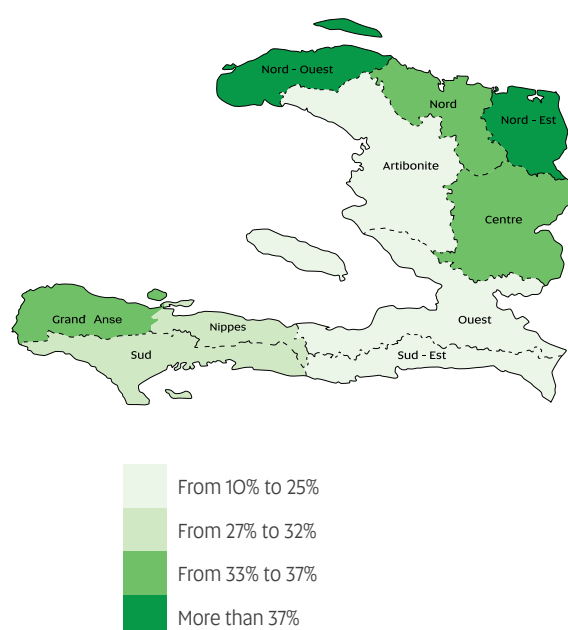 Nord - Ouest
Nord
Nord - Est
Artibonite
Centre
Grand Anse
Nippes
Ouest
Sud
Sud - Est
From 10% to 25%
From 27% to 32%
From 33% to 37%
More than 37%